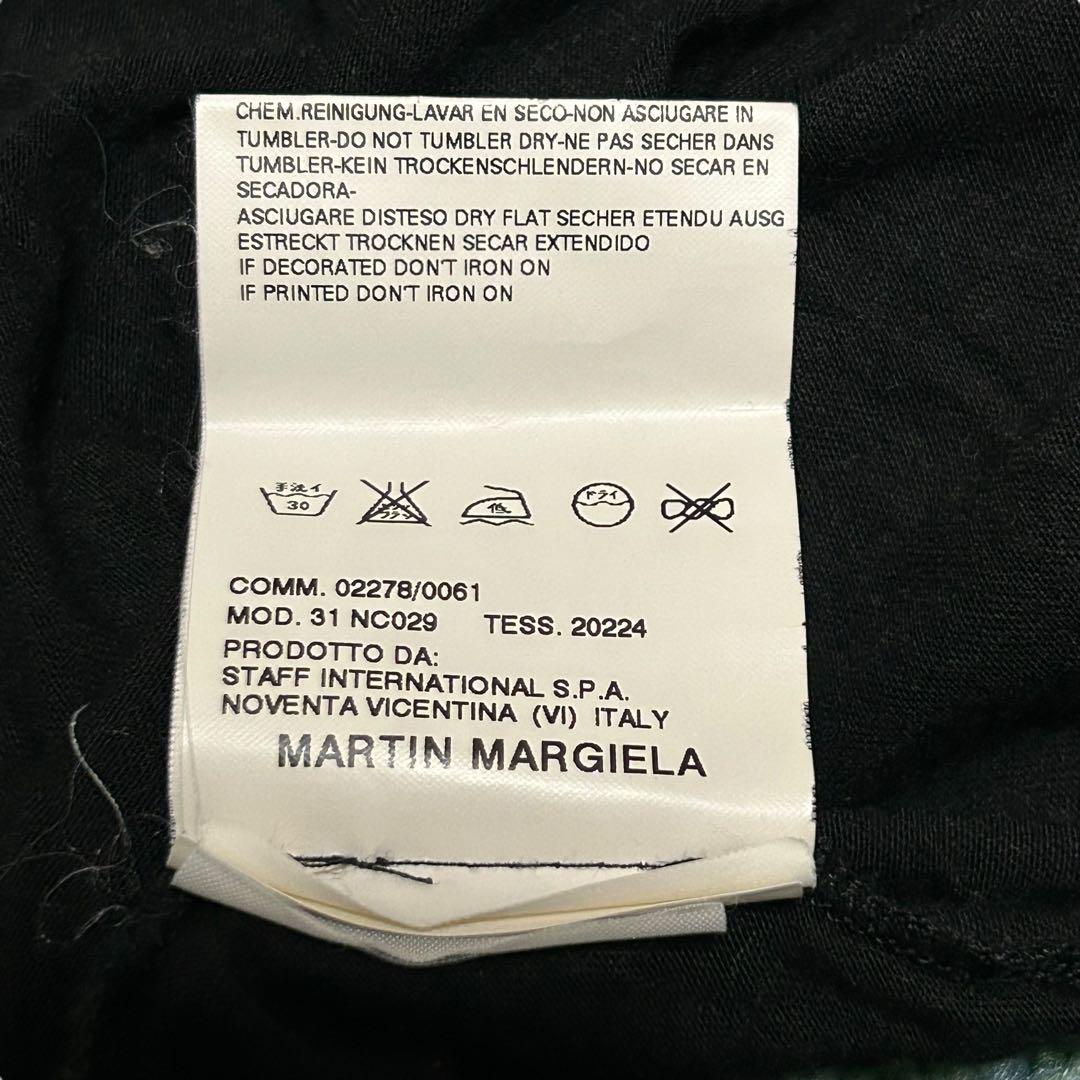 CHEM.REINIGUNG-LAVAR EN SECO-NON ASCIUGARE IN
TUMBLER-DO NOT TUMBLER DRY-NE PAS SECHER DANS
TUMBLER-KEIN TROCKENSCHLENDERN-NO SECAR EN
SECADORA-
ASCIUGARE DISTESO DRY FLAT SECHER ETENDU AUSG
ESTRECKT TROCKNEN SECAR EXTENDIDO
IF DECORATED DON'T IRON ON
IF PRINTED DON'T IRON ON
手洗イ 30 低 ドライ
COMM. 02278/0061
MOD. 31 NC029 TESS. 20224
PRODOTTO DA:
STAFF INTERNATIONAL S.P.A.
NOVENTA VICENTINA (VI) ITALY
MARTIN MARGIELA